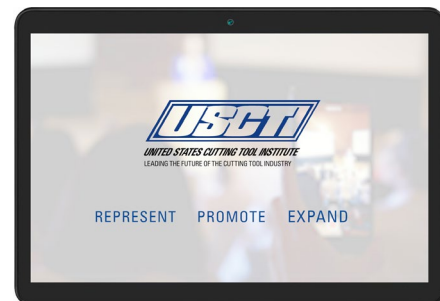 USCTI
UNITED STATES CUTTING TOOL INSTITUTE
LEADING THE FUTURE OF THE CUTTING TOOL INDUSTRY
REPRESENT PROMOTE EXPAND